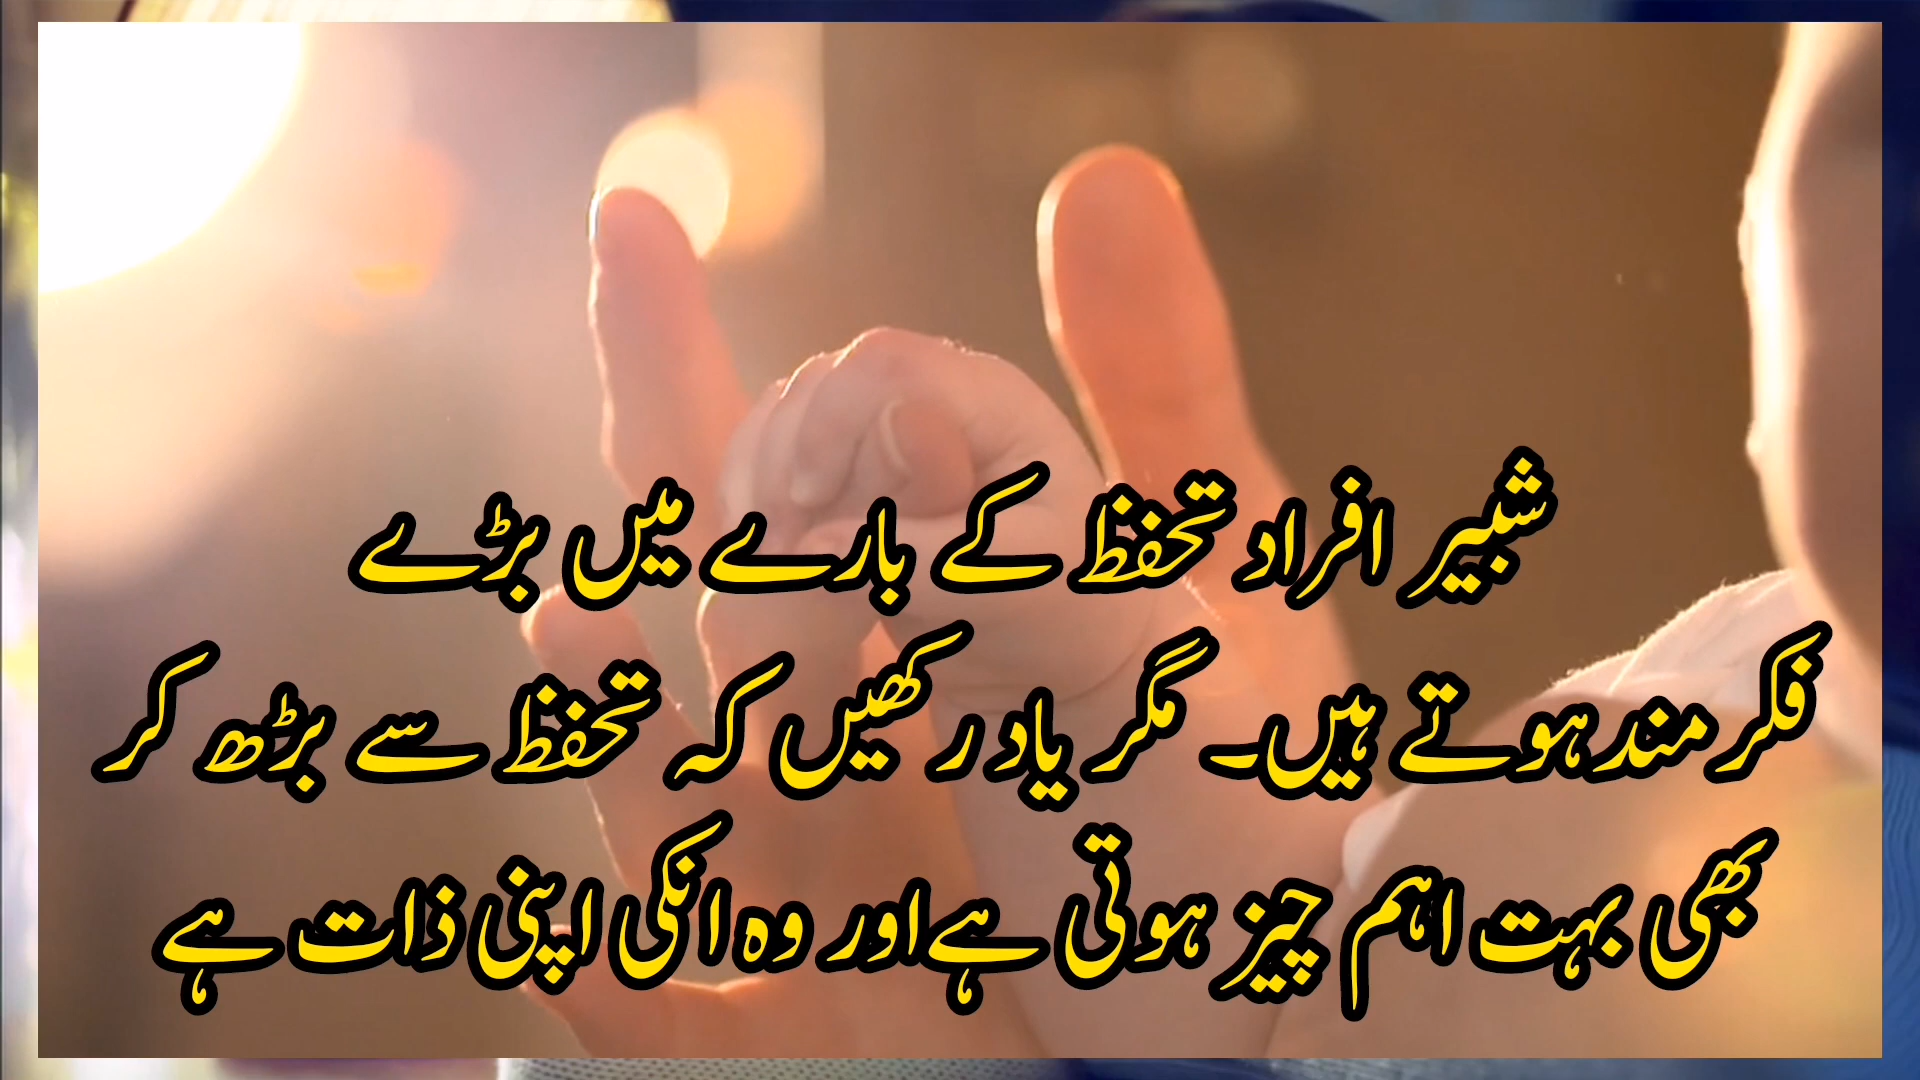 شبیر افراد تحفظ کے بارے میں بڑے
فکر مند ہوتے ہیں۔ مگر یاد رکھیں کہ تحفظ سے بڑھ کر
بھی بہت اہم چیز ہوتی ہے اور وہ انکی اپنی ذات ہے